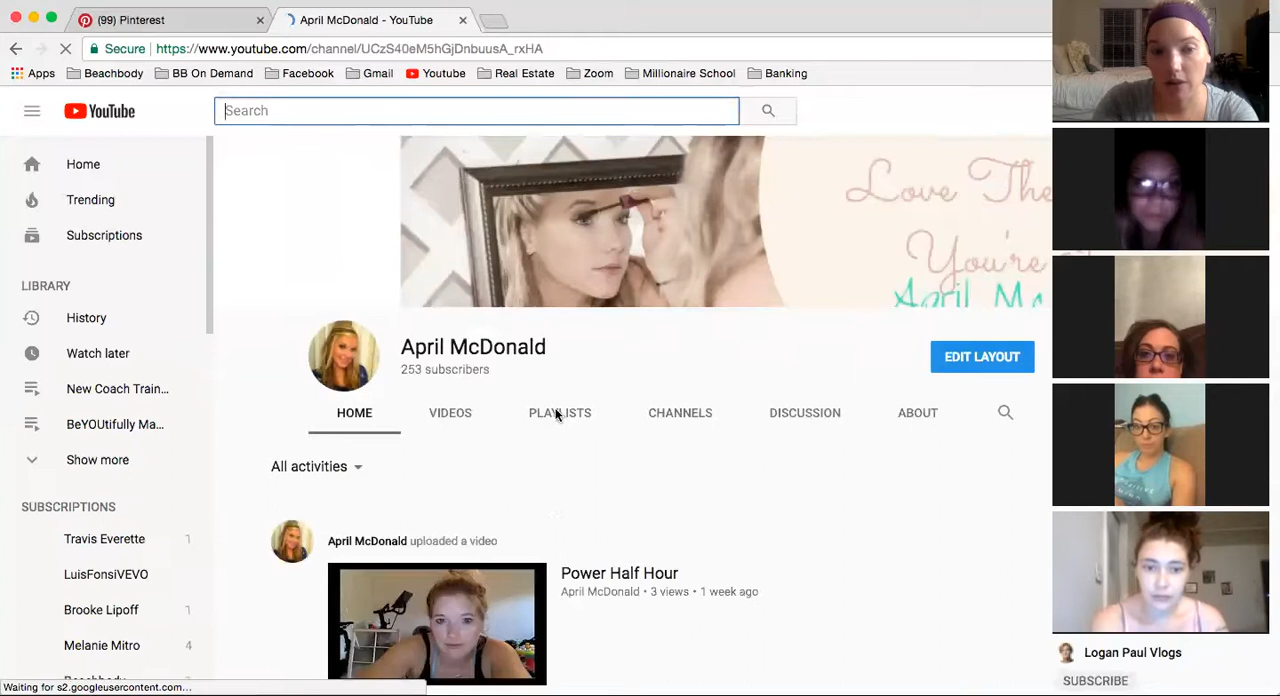 (99) Pinterest
April McDonald - YouTube
Secure https://www.youtube.com/channel/UCzS40eM5hGjDnbuusA_rxHA
Apps Beachbody BB On Demand Facebook Gmail Youtube Real Estate Zoom Millionaire School Banking
YouTube
Search
Home
Trending
Subscriptions
LIBRARY
History
Watch later
New Coach Train...
BeYOUtifully Ma...
Show more
SUBSCRIPTIONS
Travis Everette 1
LuisFonsiVEVO
Brooke Lipoff 1
Melanie Mitro 4
Love The
You're
April Mc
April McDonald
253 subscribers
EDIT LAYOUT
HOME VIDEOS PLAYLISTS CHANNELS DISCUSSION ABOUT
All activities
April McDonald uploaded a video
Power Half Hour
April McDonald • 3 views • 1 week ago
Logan Paul Vlogs
SUBSCRIBE
Waiting for s2.googleusercontent.com...